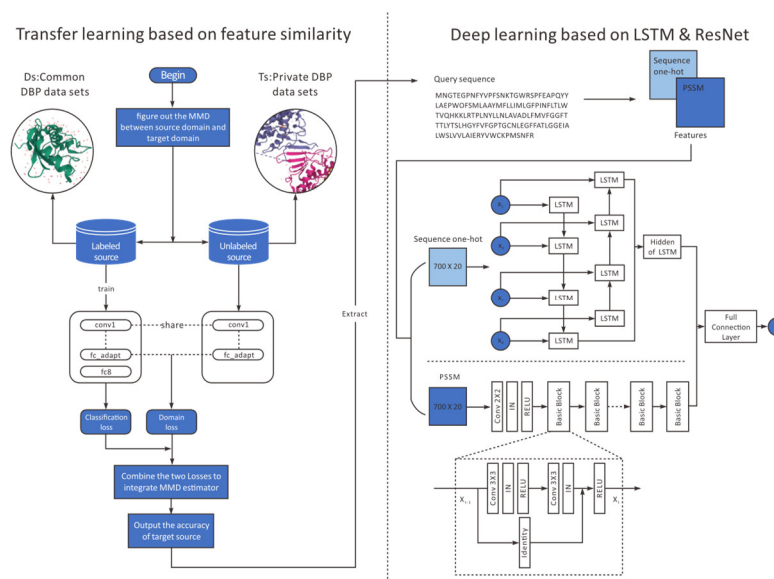 Transfer learning based on feature similarity
Ds:Common
DBP data sets
Begin
Ts:Private DBP
data sets
figure out the MMD
between source domain and
target domain
Labeled
source
Unlabeled
source
train
conv1
share
conv1
fc_adapt
fc_adapt
fc8
Classification
loss
Domain
loss
Combine the two Losses to
integrate MMD estimator
Output the accuracy
of target source
Extract
Deep learning based on LSTM & ResNet
Query sequence
MNGTEGPNFYVPFSNKTGWRSPFEAPQYY
LAEPWOFSMLAAYMFLLIMLGFPINFLTLW
TVQHKKLRTPLNYLLNLAVADLFMVFGGFT
TTLYTSLHGYFVFGPTGCNLEGFFATLGGEIA
LWSLVVLAIERYVVWCKPMSNFR
Sequence
one-hot
PSSM
Features
Sequence one-hot
700 X 20
LSTM
LSTM
LSTM
LSTM
LSTM
LSTM
LSTM
LSTM
Hidden
of LSTM
Full
Connection
Layer
PSSM
700 X 20
Conv 2X2
IN
RELU
Basic Block
Basic Block
Basic Block
Basic Block
Conv 3X3
IN
RELU
Conv 3X3
IN
RELU
Identity